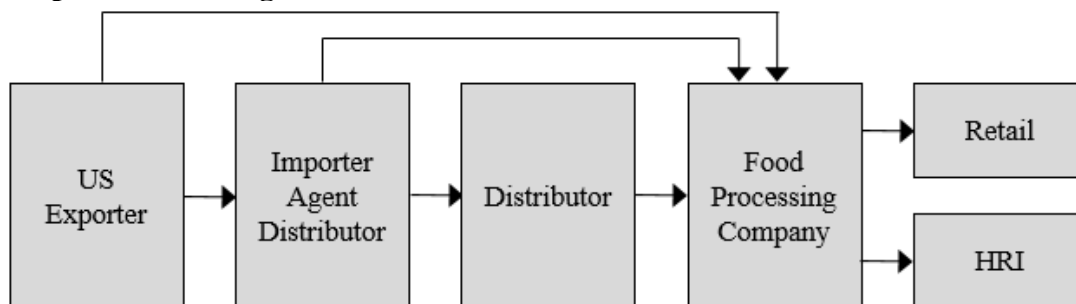 US
Exporter
Importer
Agent
Distributor
Distributor
Food
Processing
Company
Retail
HRI